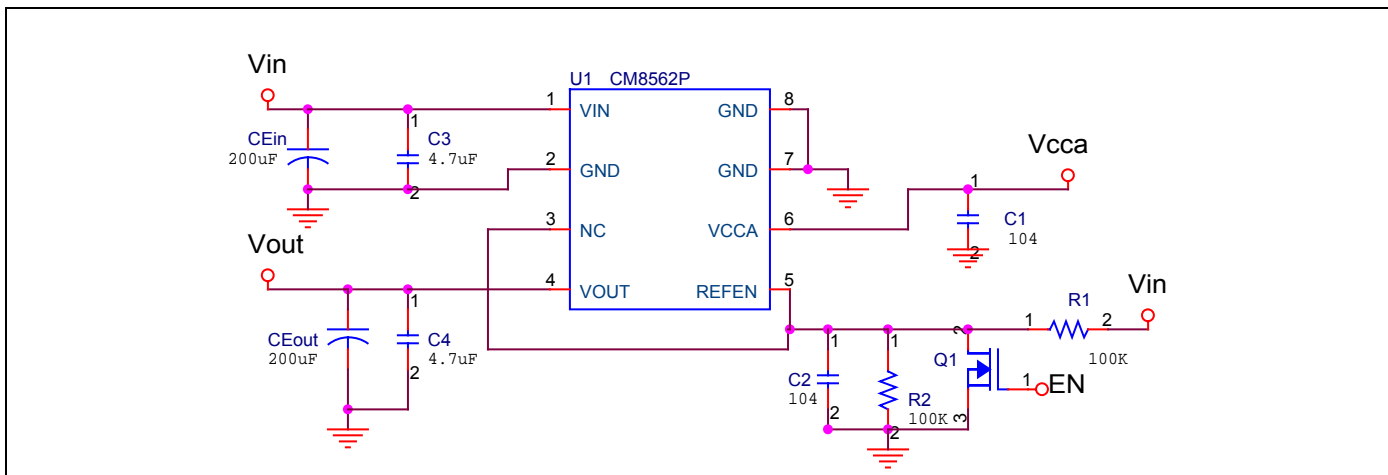 U1 CM8562P
Vin
1 VIN GND 8
CEin
200uF
1
C3
4.7uF
2
2 GND GND 7
Vcca
1
C1
104
2
3 NC VCCA 6
Vout
4 VOUT REFEN 5
CEout
200uF
1
C4
4.7uF
2
1
C2
104
2
1
R2
100K
2
2
Q1
3
1
EN
R1
1 2
100K
Vin